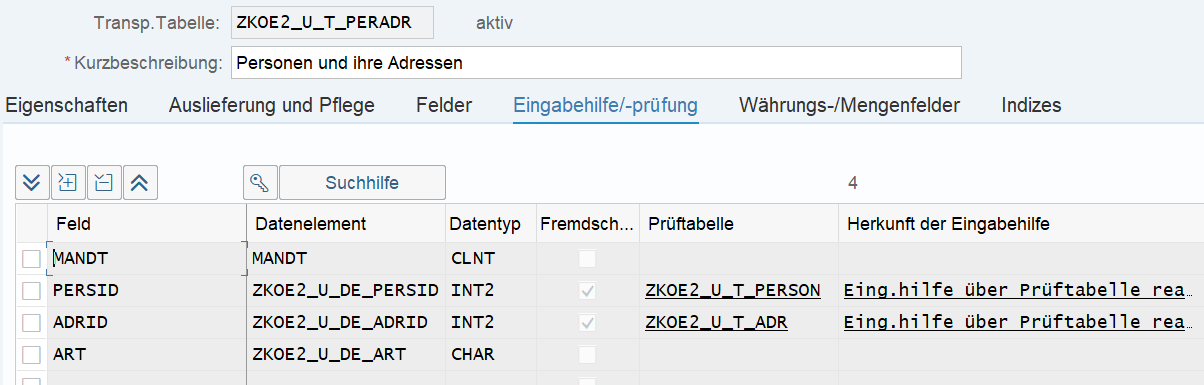 Transp.Tabelle: ZKOE2_U_T_PERADR aktiv
* Kurzbeschreibung: Personen und ihre Adressen
Eigenschaften Auslieferung und Pflege Felder Eingabehilfe/-prüfung Währungs-/Mengenfelder Indizes
Suchhilfe 4
Feld Datenelement Datentyp Fremdsch... Prüftabelle Herkunft der Eingabehilfe
MANDT MANDT CLNT
PERSID ZKOE2_U_DE_PERSID INT2 ZKOE2_U_T_PERSON Eing.hilfe über Prüftabelle rea...
ADRID ZKOE2_U_DE_ADRID INT2 ZKOE2_U_T_ADR Eing.hilfe über Prüftabelle rea...
ART ZKOE2_U_DE_ART CHAR